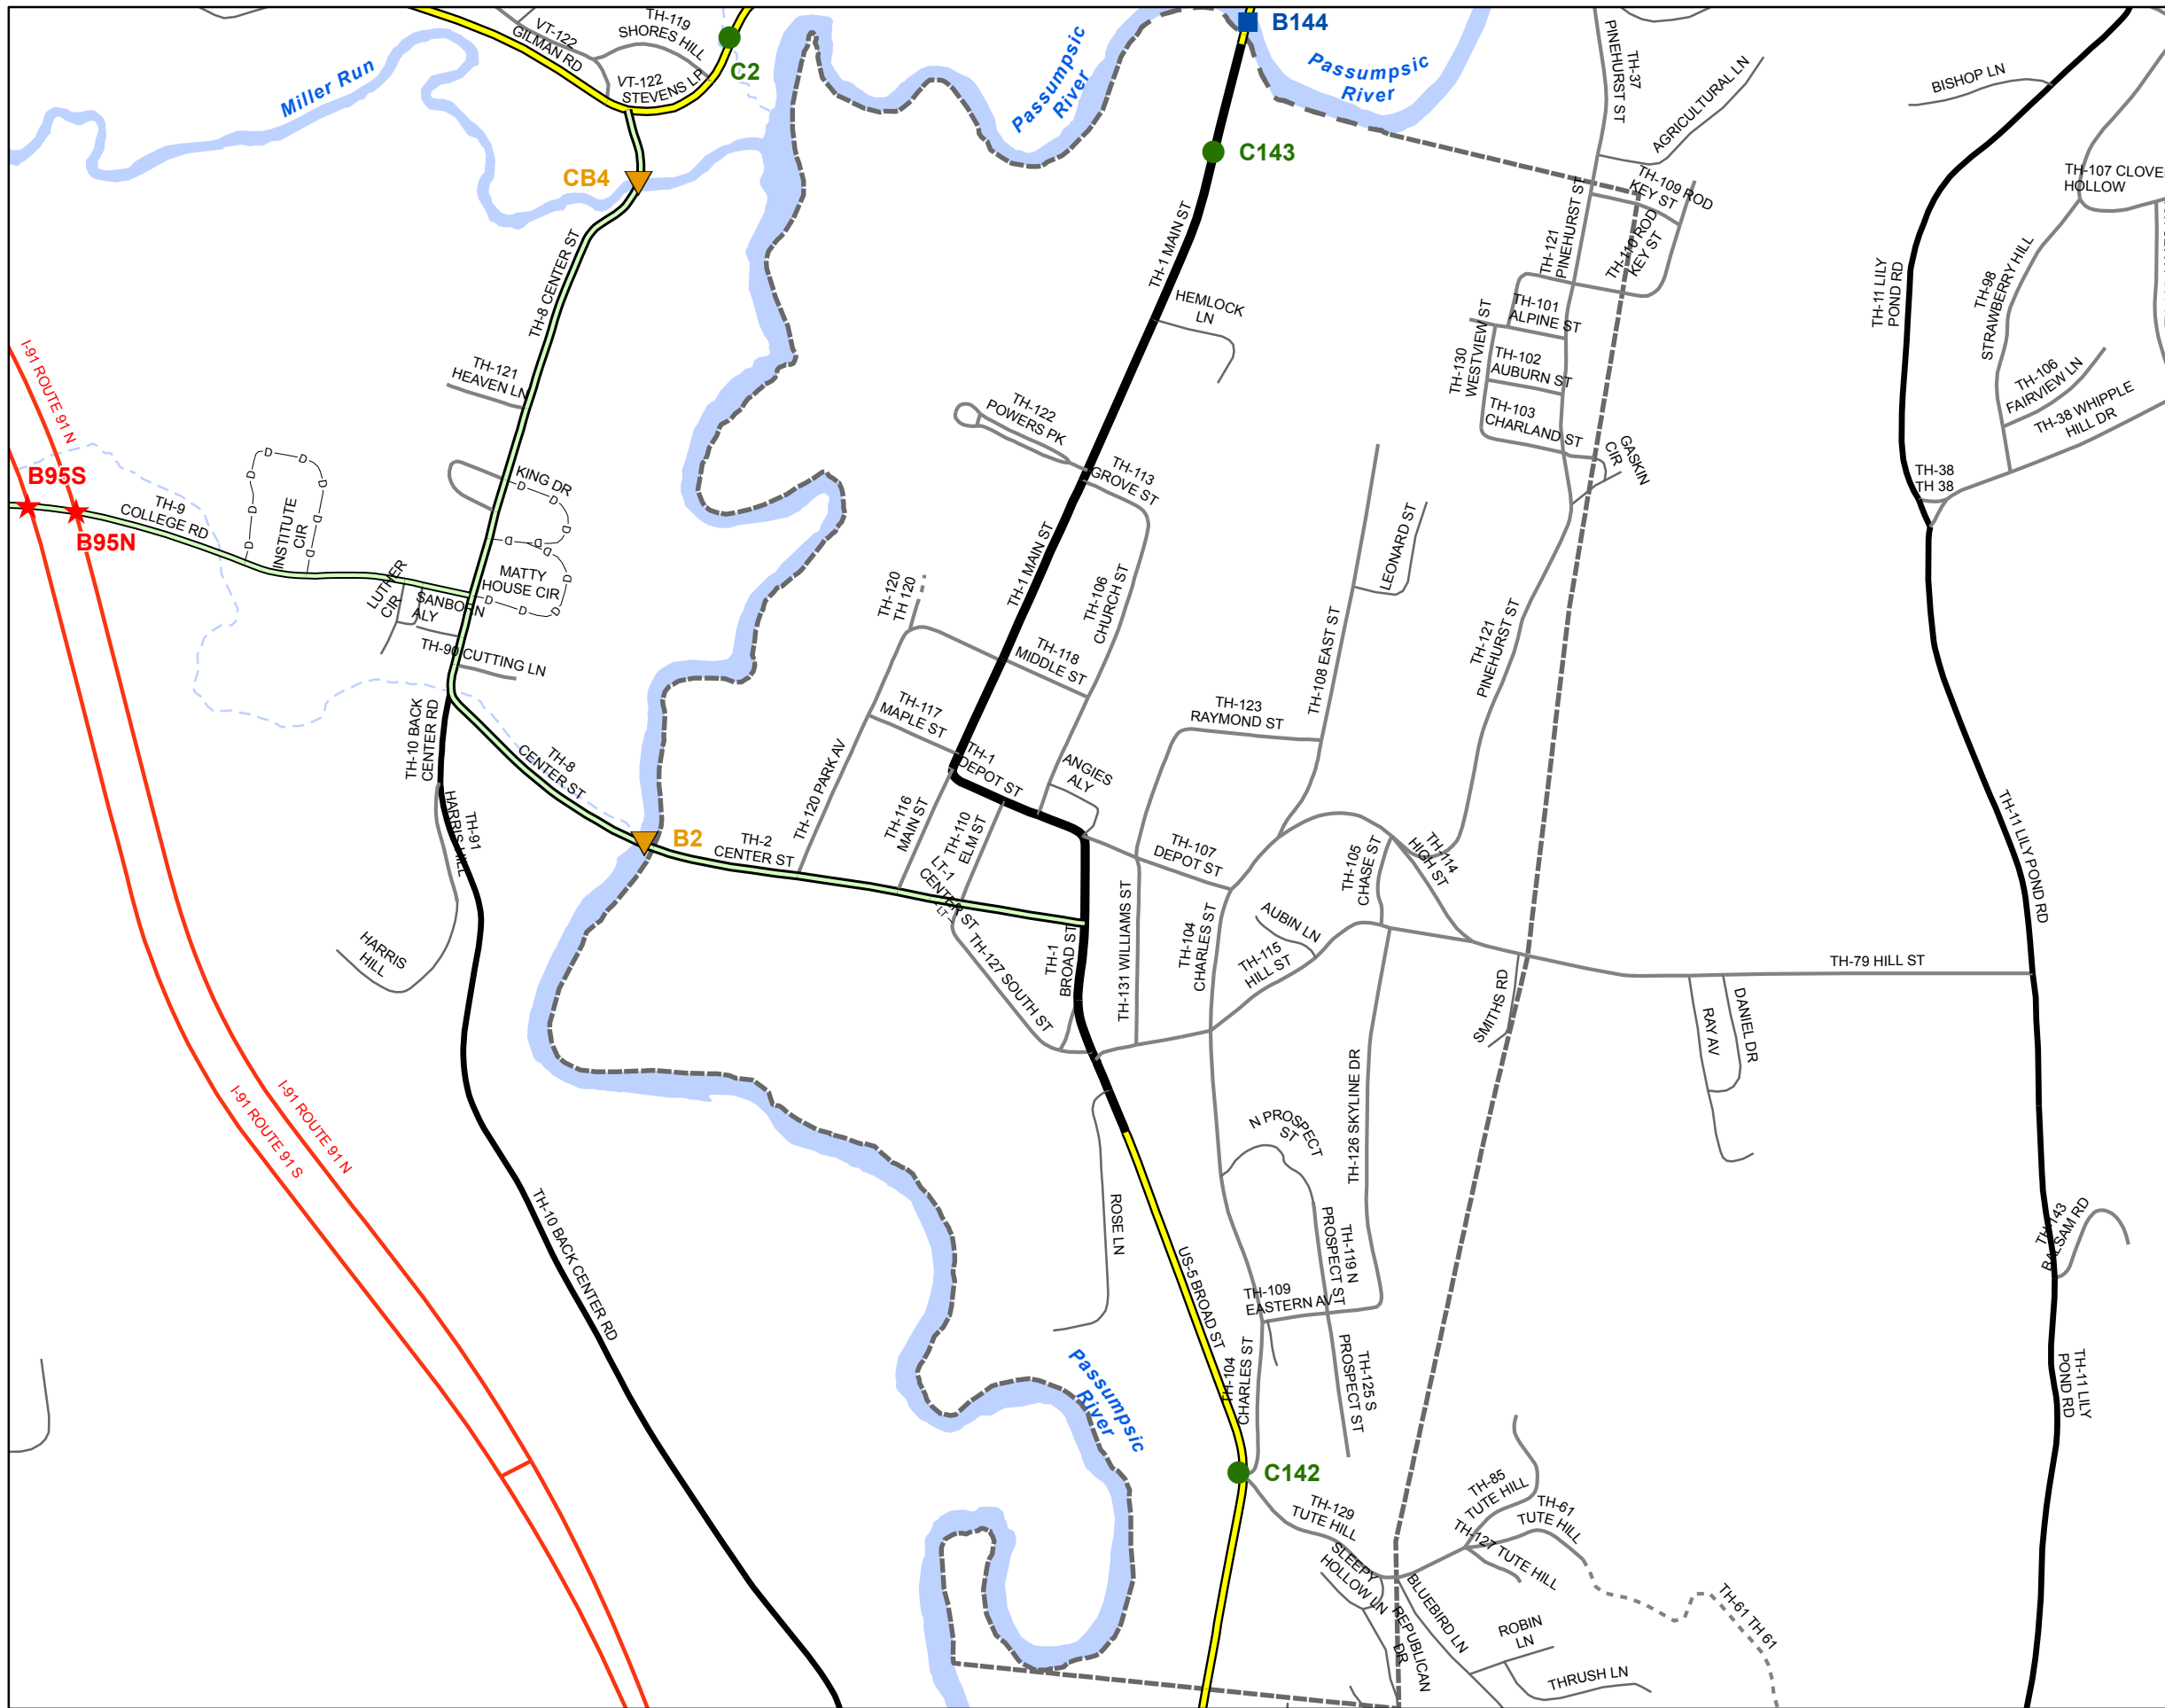 B144
VT-122
GILMAN RD
TH-119
SHORES HILL
C2
VT-122
STEVENS LP
Miller Run
Passumpsic
River
Passumpsic
River
TH-37
PINEHURST ST
AGRICULTURAL LN
BISHOP LN
C143
CB4
TH-107 CLOVE
HOLLOW
TH-109 ROD
KEY ST
TH-110 ROD
KEY ST
TH-121
PINEHURST ST
TH-8 CENTER ST
TH-1 MAIN ST
HEMLOCK
LN
TH-101
ALPINE ST
TH-130
WESTVIEW ST
TH-102
AUBURN ST
TH-103
CHARLAND ST
GASKIN
CIR
TH-11 LILY
POND RD
TH-98
STRAWBERRY HILL
TH-106
FAIRVIEW LN
TH-38 WHIPPLE
HILL DR
TH-38
TH 38
I-91 ROUTE 91 N
TH-121
HEAVEN LN
TH-122
POWERS PK
TH-113
GROVE ST
B95S
B95N
TH-9
COLLEGE RD
INSTITUTE
CIR
KING DR
MATTY
HOUSE CIR
LUTHER
CIR
SANBORN
ALY
TH-90 CUTTING LN
TH-120
TH 120
TH-1 MAIN ST
TH-106
CHURCH ST
TH-118
MIDDLE ST
LEONARD ST
TH-108 EAST ST
TH-121
PINEHURST ST
TH-10 BACK
CENTER RD
TH-8
CENTER ST
TH-117
MAPLE ST
TH-120 PARK AV
TH-1
DEPOT ST
ANGIES
ALY
TH-123
RAYMOND ST
TH-91
HARRIS HILL
B2
TH-2
CENTER ST
TH-116
MAIN ST
TH-110
ELM ST
LT-1
CENTER ST
LT
TH-107
DEPOT ST
TH-105
CHASE ST
TH-114
HIGH ST
TH-11 LILY POND RD
HARRIS
HILL
TH-127 SOUTH ST
TH-1
BROAD ST
TH-131 WILLIAMS ST
TH-104
CHARLES ST
AUBIN LN
TH-115
HILL ST
SMITHS RD
TH-79 HILL ST
RAY AV
DANIEL DR
I-91 ROUTE 91 S
I-91 ROUTE 91 N
TH-10 BACK CENTER RD
ROSE LN
US-5 BROAD ST
N PROSPECT
ST
TH-126 SKYLINE DR
TH-119 N
PROSPECT ST
TH-109
EASTERN AV
TH-104
CHARLES ST
TH-125 S
PROSPECT ST
TH-143
BALSAM RD
TH-11 LILY
POND RD
Passumpsic
River
C142
TH-129
TUTE HILL
TH-85
TUTE HILL
TH-61
TUTE HILL
TH-127 TUTE HILL
SLEEPY
HOLLOW LN
REPUBLICAN
DR
BLUEBIRD LN
ROBIN
LN
THRUSH LN
TH-61 TH 61